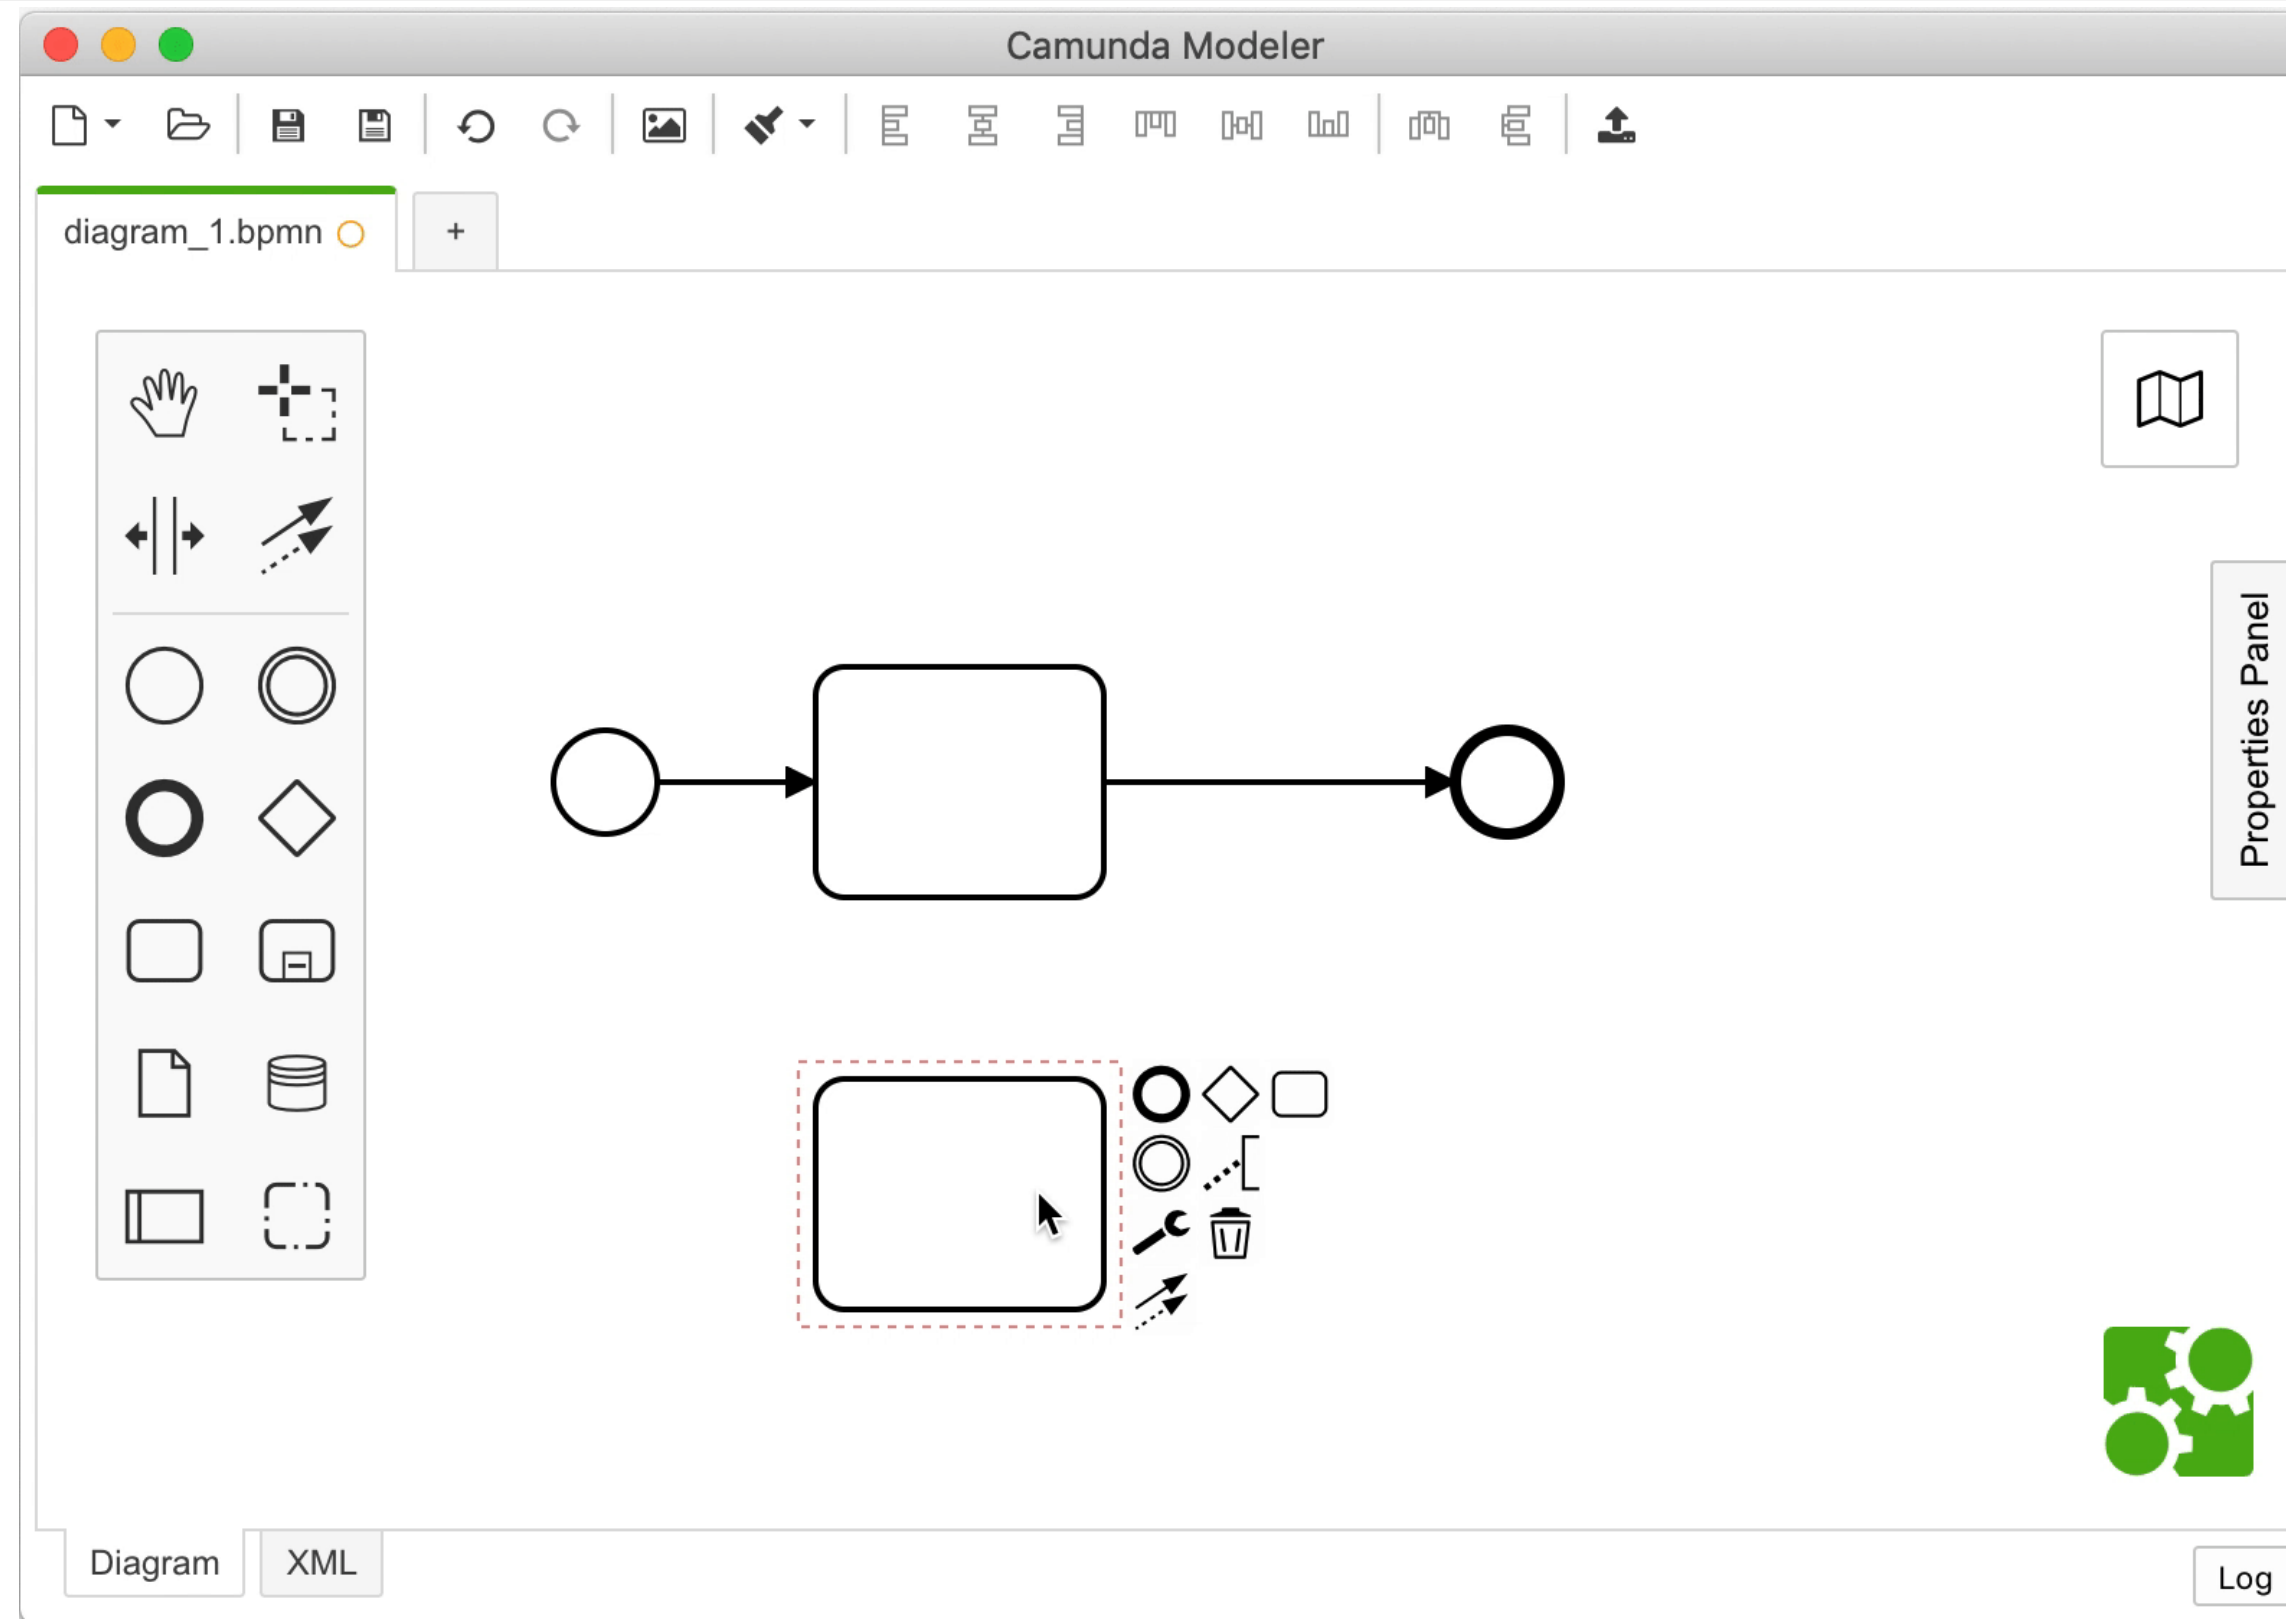 Camunda Modeler
diagram_1.bpmn
+
Properties Panel
Diagram
XML
Log